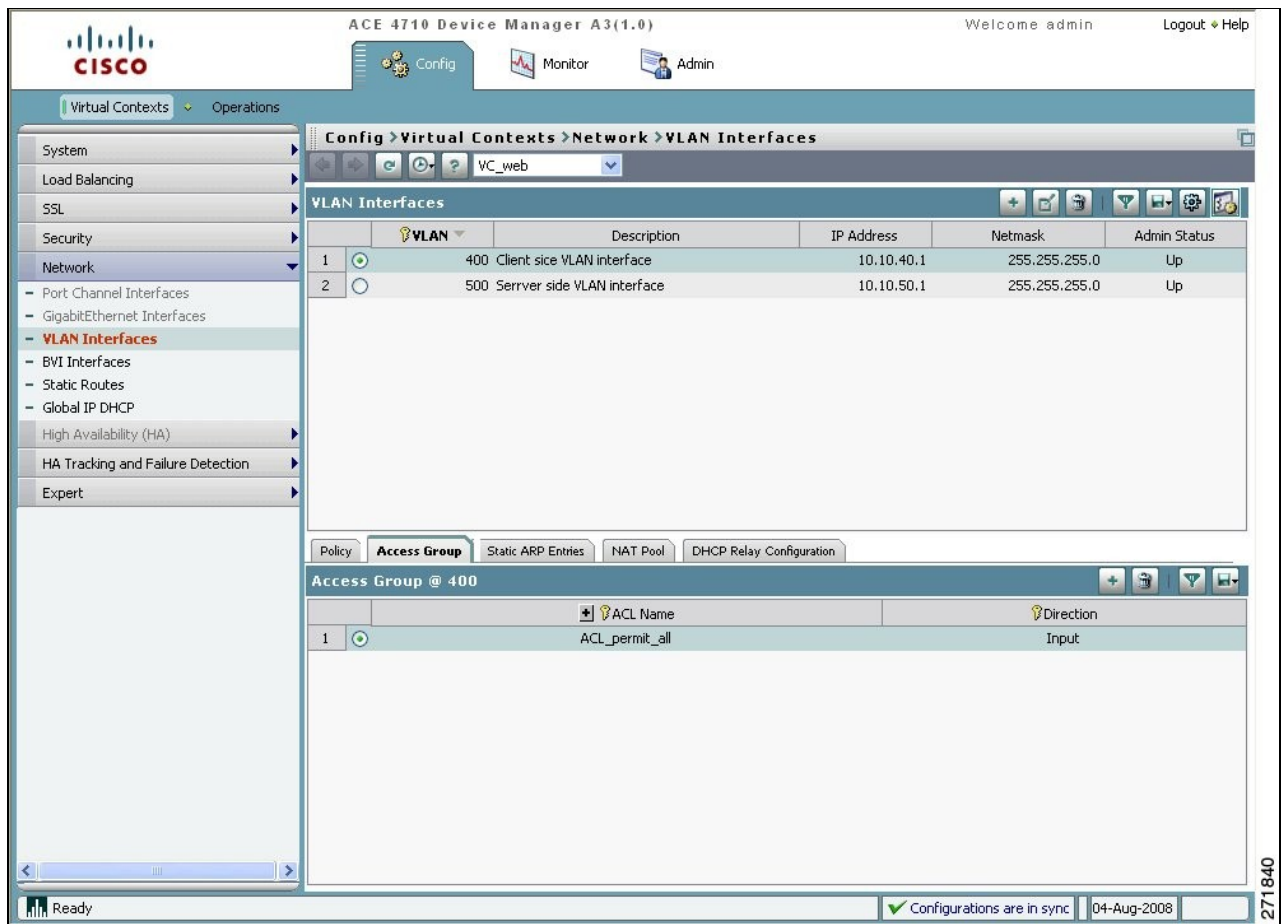 ACE 4710 Device Manager A3(1.0) Welcome admin Logout Help
CISCO
Config Monitor Admin
Virtual Contexts Operations
Config > Virtual Contexts > Network > VLAN Interfaces
VC_web
System
Load Balancing
SSL
Security
Network
Port Channel Interfaces
GigabitEthernet Interfaces
VLAN Interfaces
BVI Interfaces
Static Routes
Global IP DHCP
High Availability (HA)
HA Tracking and Failure Detection
Expert
VLAN Interfaces
VLAN Description IP Address Netmask Admin Status
1 400 Client sice VLAN interface 10.10.40.1 255.255.255.0 Up
2 500 Serrver side VLAN interface 10.10.50.1 255.255.255.0 Up
Policy Access Group Static ARP Entries NAT Pool DHCP Relay Configuration
Access Group @ 400
ACL Name Direction
1 ACL_permit_all Input
Ready Configurations are in sync 04-Aug-2008
271840